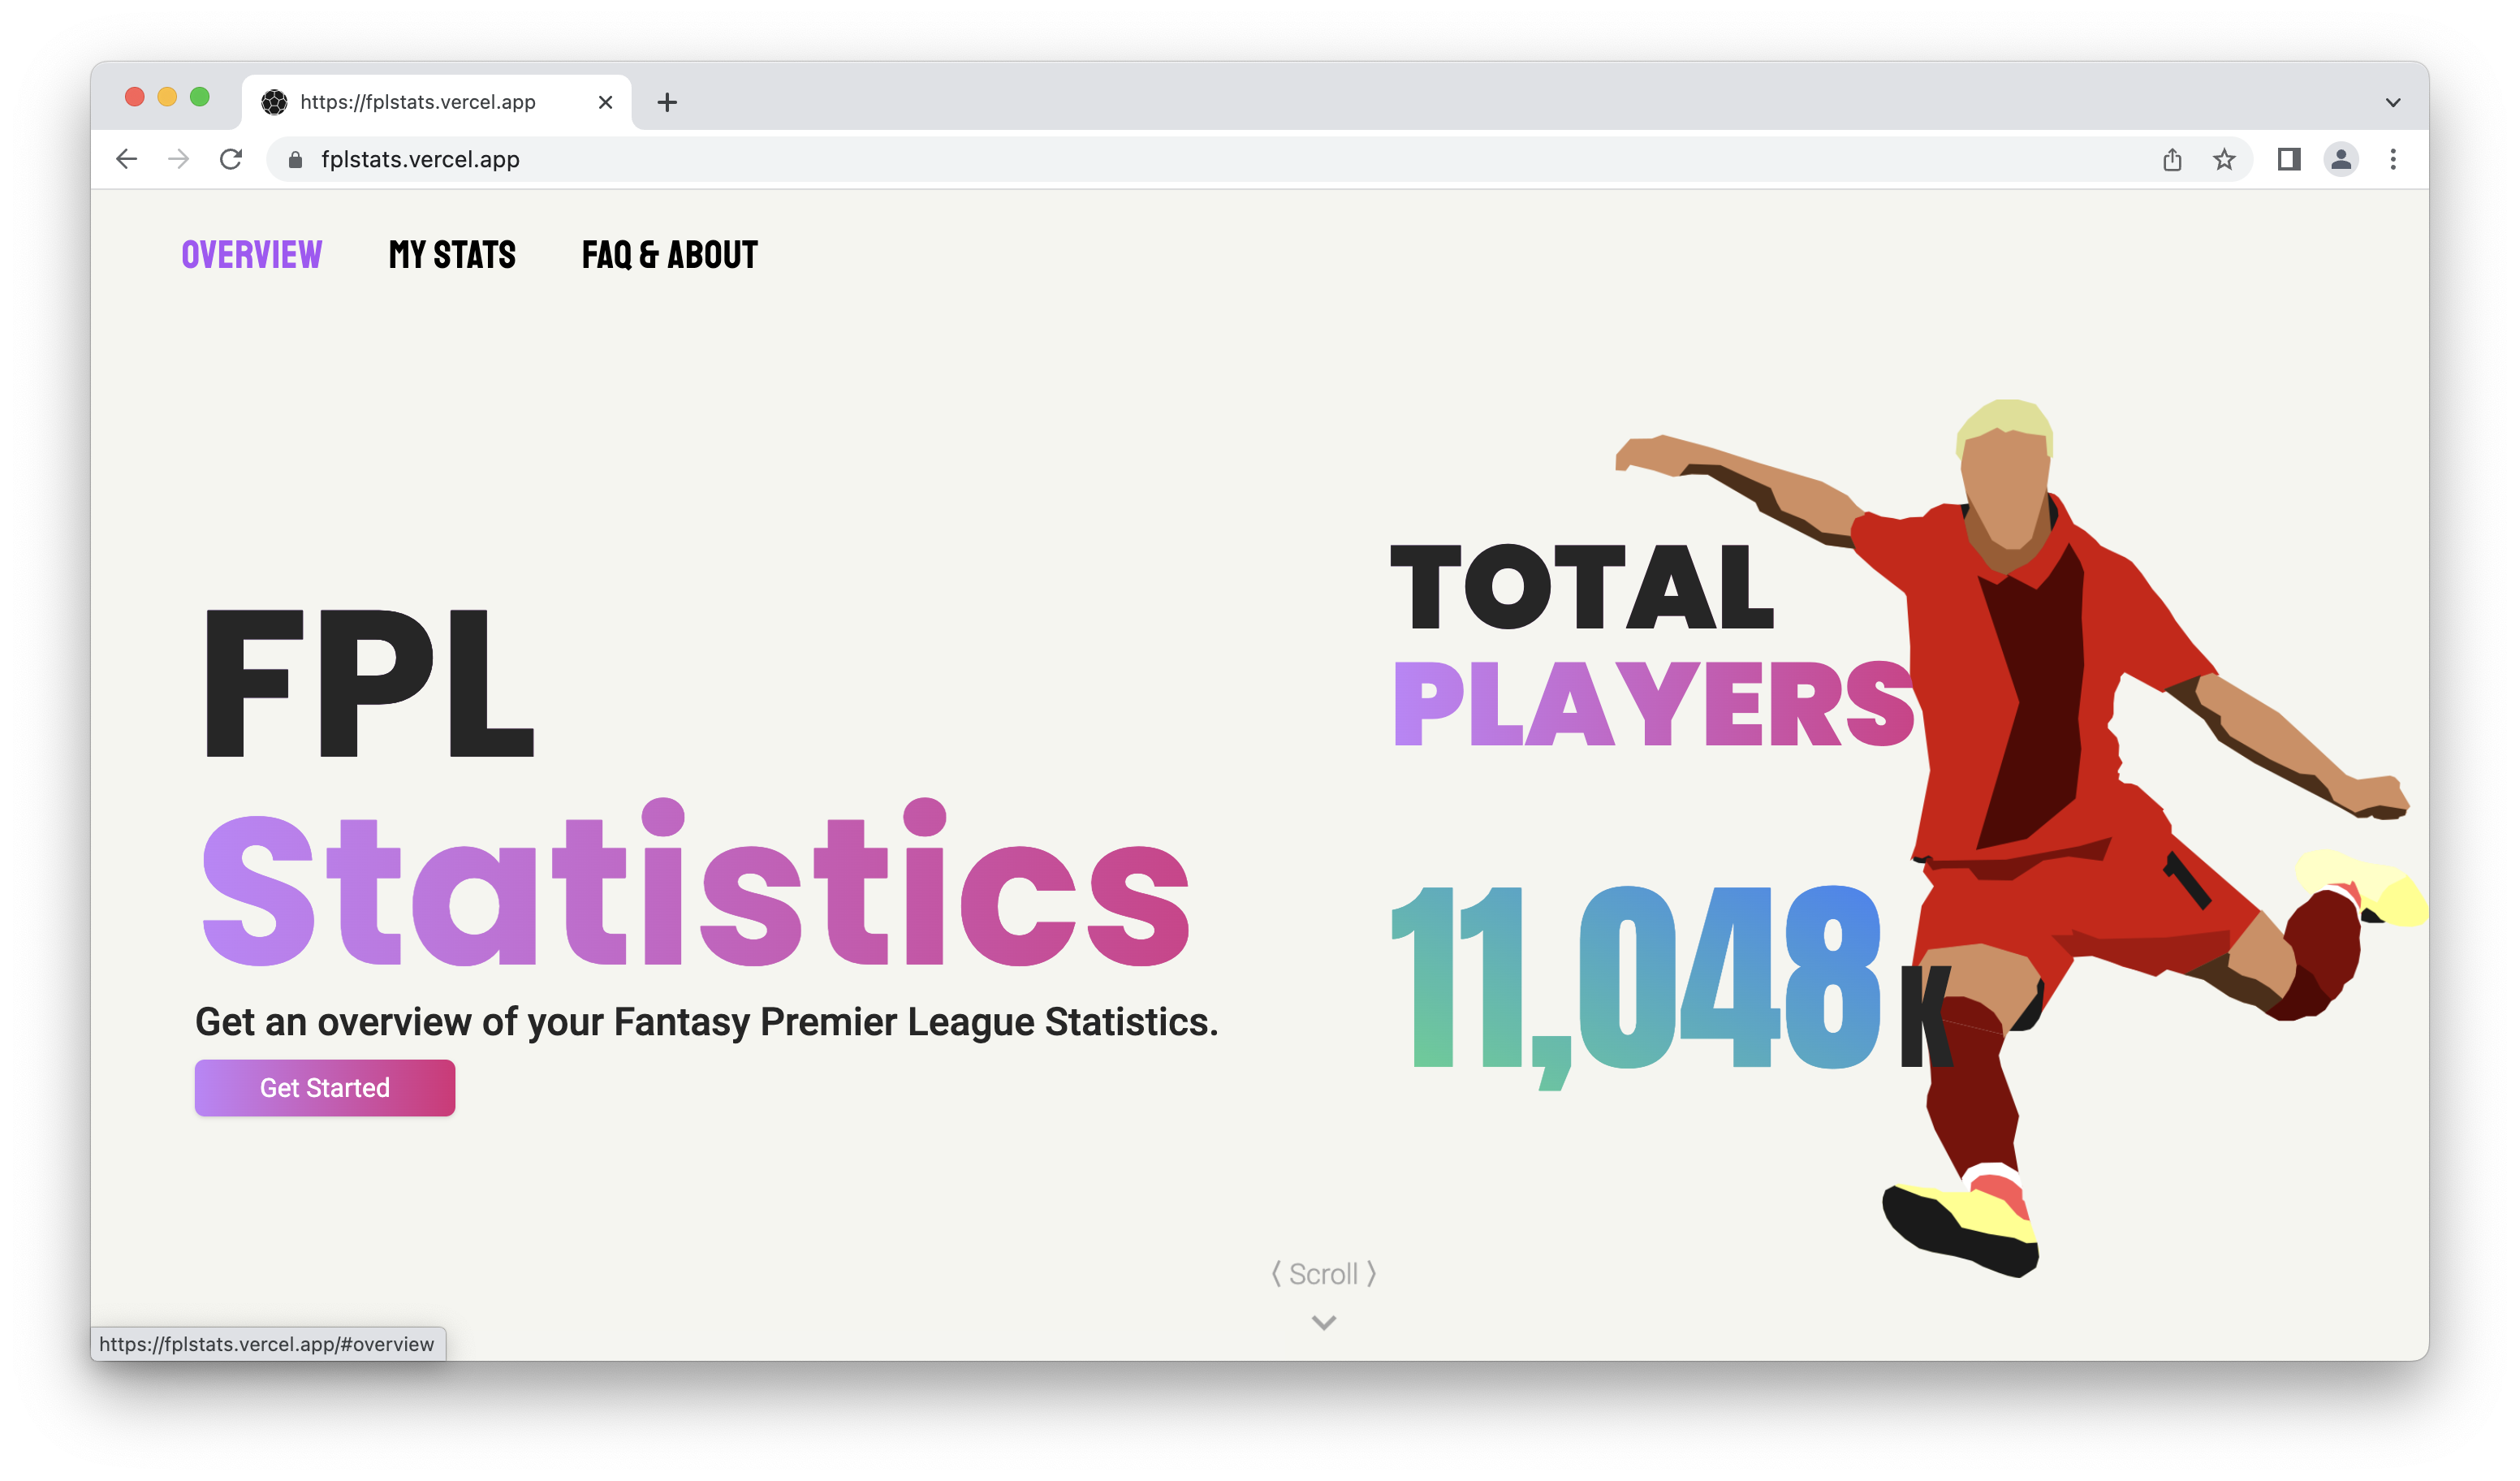 https://fplstats.vercel.app
fplstats.vercel.app
OVERVIEW MY STATS FAQ & ABOUT
FPL
Statistics
Get an overview of your Fantasy Premier League Statistics.
Get Started
TOTAL
PLAYERS
11,048 K
1
⟨ Scroll ⟩
https://fplstats.vercel.app/#overview